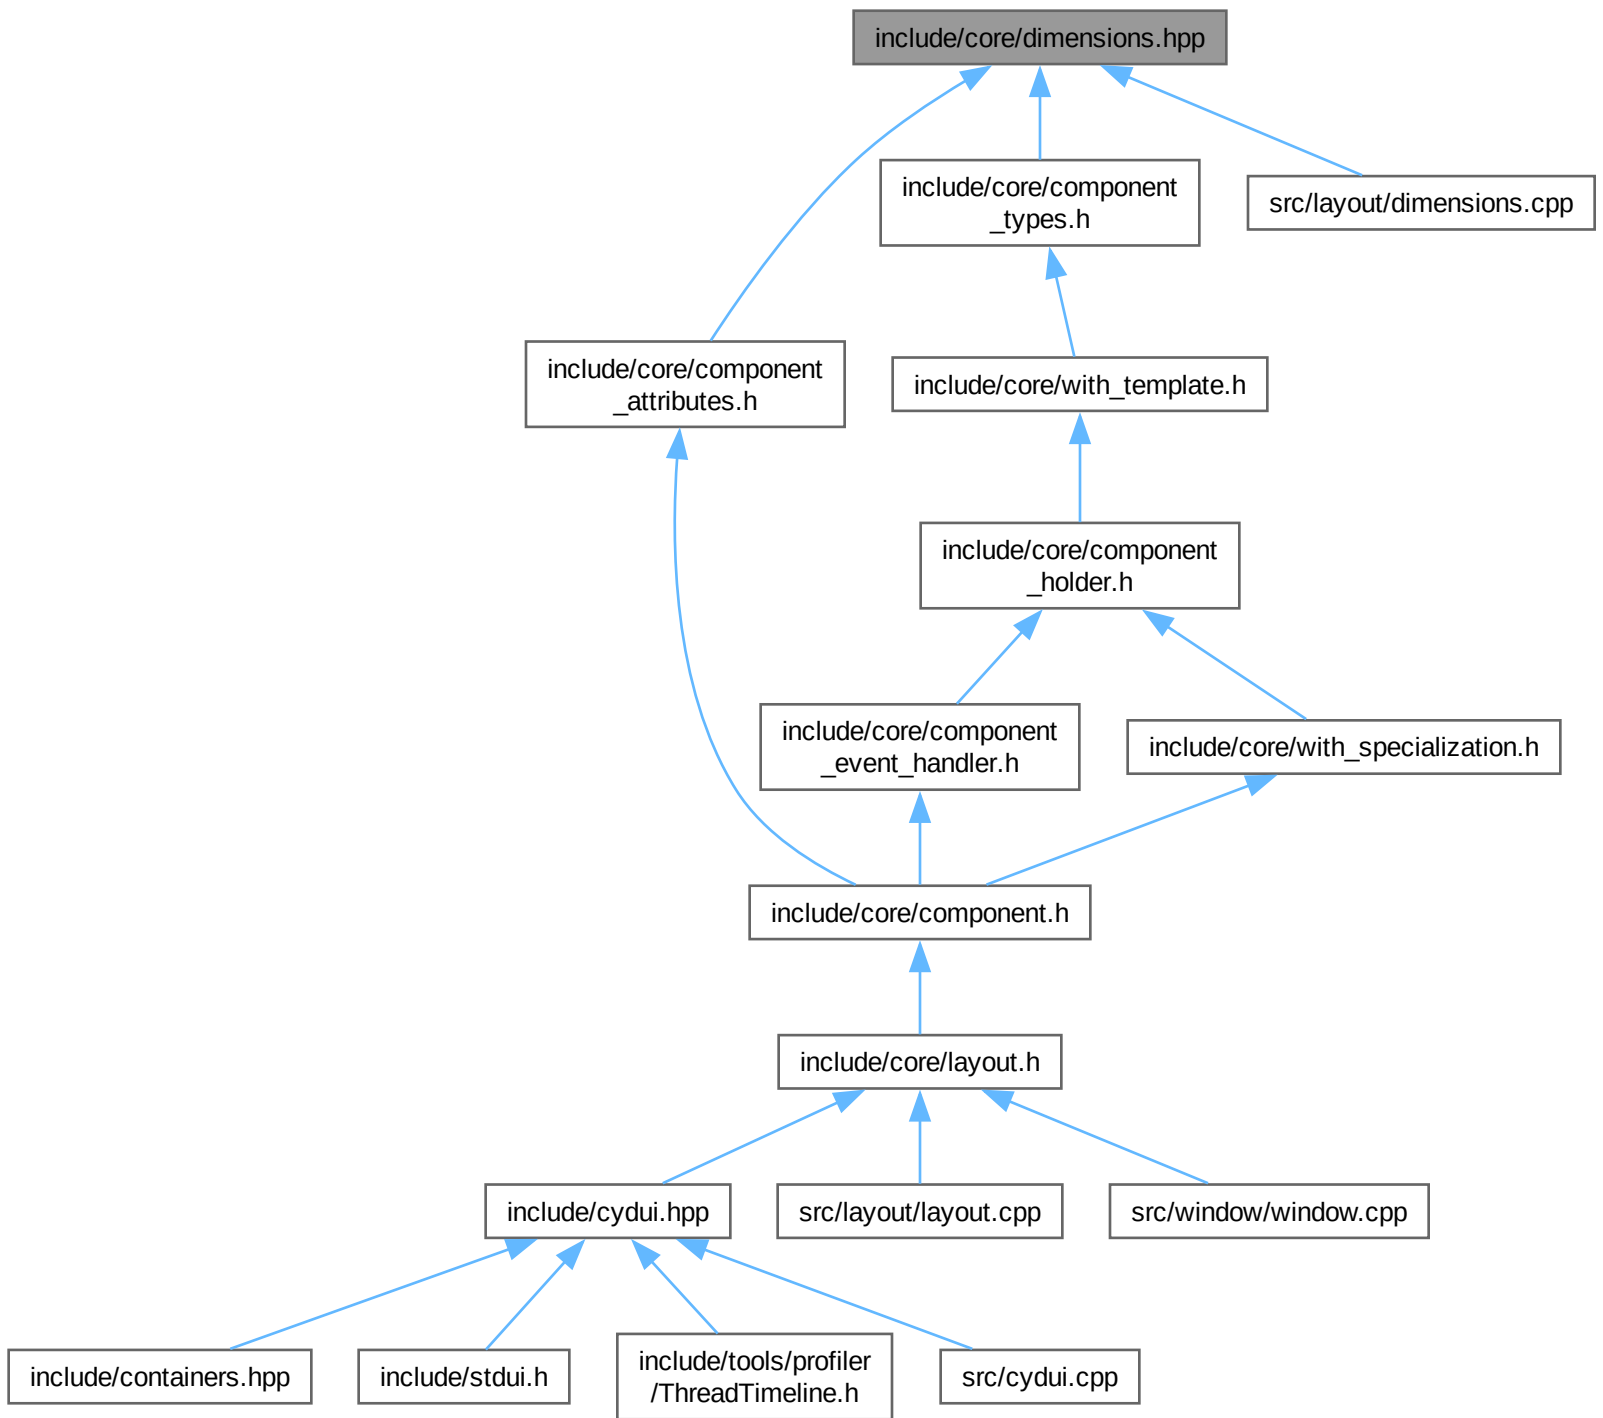 include/core/dimensions.hpp
include/core/component
_types.h
src/layout/dimensions.cpp
include/core/component
_attributes.h
include/core/with_template.h
include/core/component
_holder.h
include/core/component
_event_handler.h
include/core/with_specialization.h
include/core/component.h
include/core/layout.h
include/cydui.hpp
src/layout/layout.cpp
src/window/window.cpp
include/containers.hpp
include/stdui.h
include/tools/profiler
/ThreadTimeline.h
src/cydui.cpp